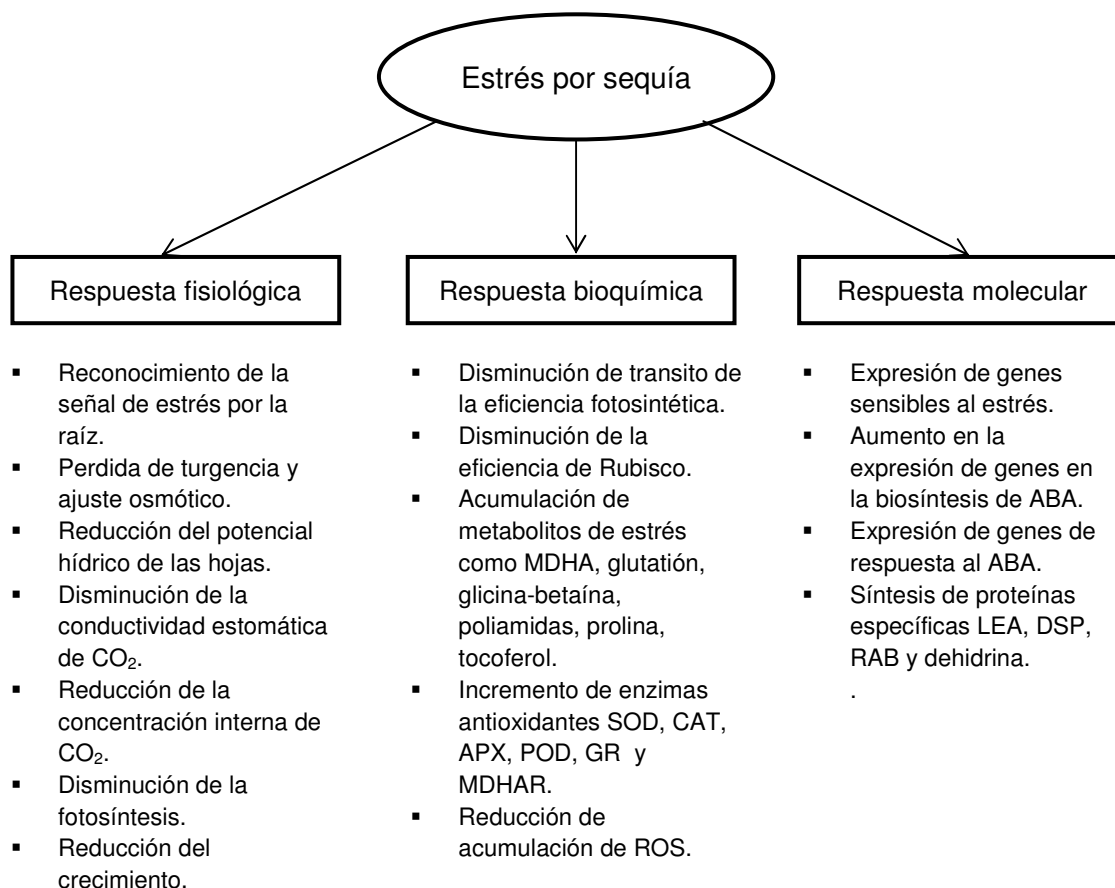 Estrés por sequía
Respuesta fisiológica
▪ Reconocimiento de la
señal de estrés por la
raíz.
▪ Perdida de turgencia y
ajuste osmótico.
▪ Reducción del potencial
hídrico de las hojas.
▪ Disminución de la
conductividad estomática
de CO₂.
▪ Reducción de la
concentración interna de
CO₂.
▪ Disminución de la
fotosíntesis.
▪ Reducción del
crecimiento.
Respuesta bioquímica
▪ Disminución de transito de
la eficiencia fotosintética.
▪ Disminución de la
eficiencia de Rubisco.
▪ Acumulación de
metabolitos de estrés
como MDHA, glutatión,
glicina-betaína,
poliamidas, prolina,
tocoferol.
▪ Incremento de enzimas
antioxidantes SOD, CAT,
APX, POD, GR y
MDHAR.
▪ Reducción de
acumulación de ROS.
Respuesta molecular
▪ Expresión de genes
sensibles al estrés.
▪ Aumento en la
expresión de genes en
la biosíntesis de ABA.
▪ Expresión de genes de
respuesta al ABA.
▪ Síntesis de proteínas
específicas LEA, DSP,
RAB y dehidrina.
.